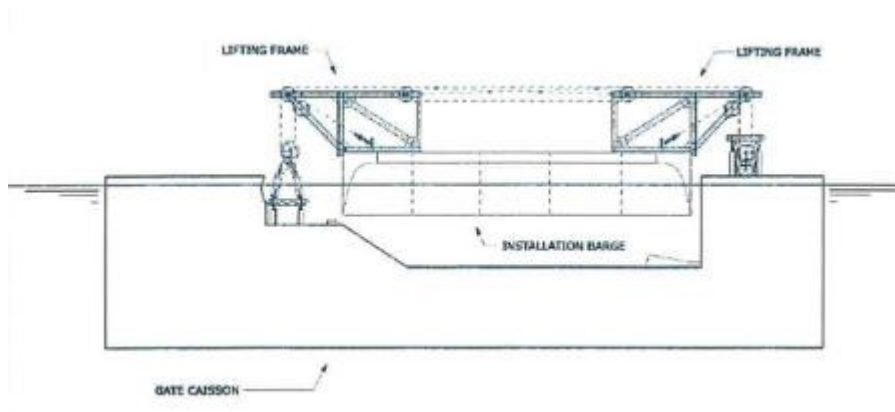 LIFTING FRAME
LIFTING FRAME
INSTALLATION BARGE
GATE CAISSON